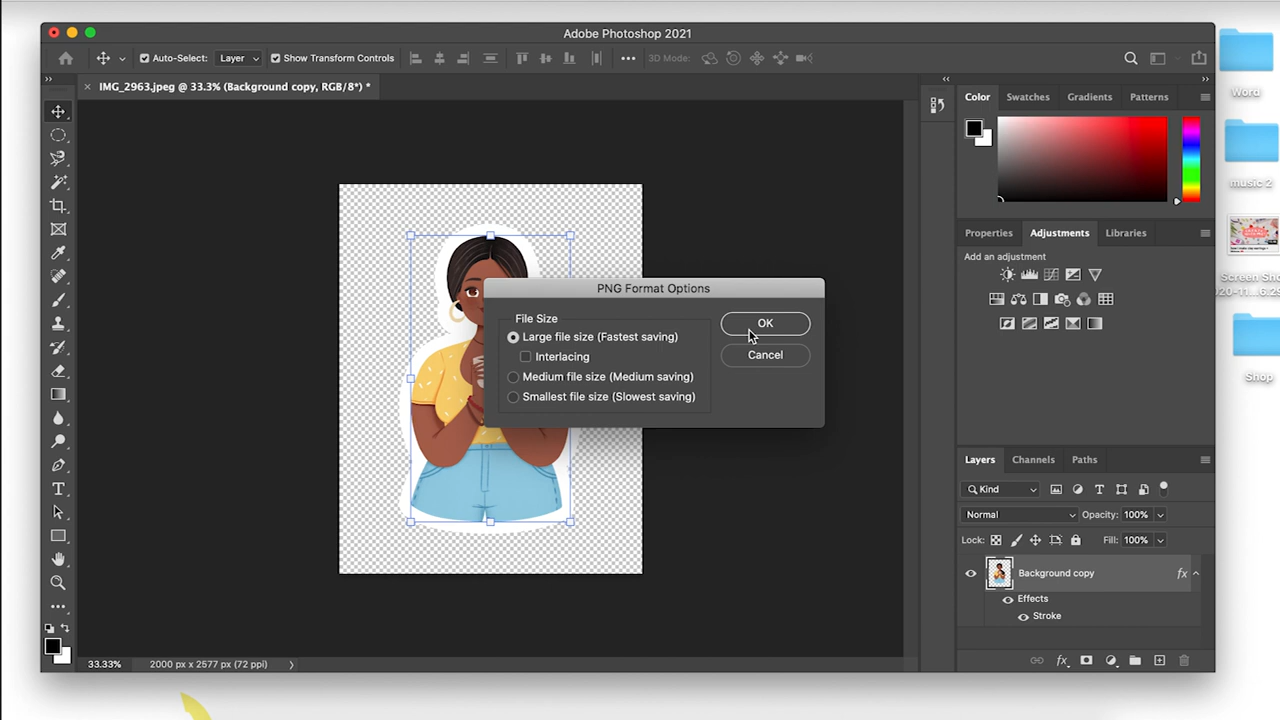 Adobe Photoshop 2021
Auto-Select: Layer Show Transform Controls 3D Mode:
IMG_2963.jpeg @ 33.3% (Background copy, RGB/8*) *
Color Swatches Gradients Patterns
Word
music 2
Properties Adjustments Libraries
Add an adjustment
Screen Sho
Shop
PNG Format Options
File Size
Large file size (Fastest saving)
Interlacing
Medium file size (Medium saving)
Smallest file size (Slowest saving)
OK
Cancel
Layers Channels Paths
Kind
Normal Opacity: 100%
Lock: Fill: 100%
Background copy fx
Effects
Stroke
33.33% 2000 px x 2577 px (72 ppi)
fx